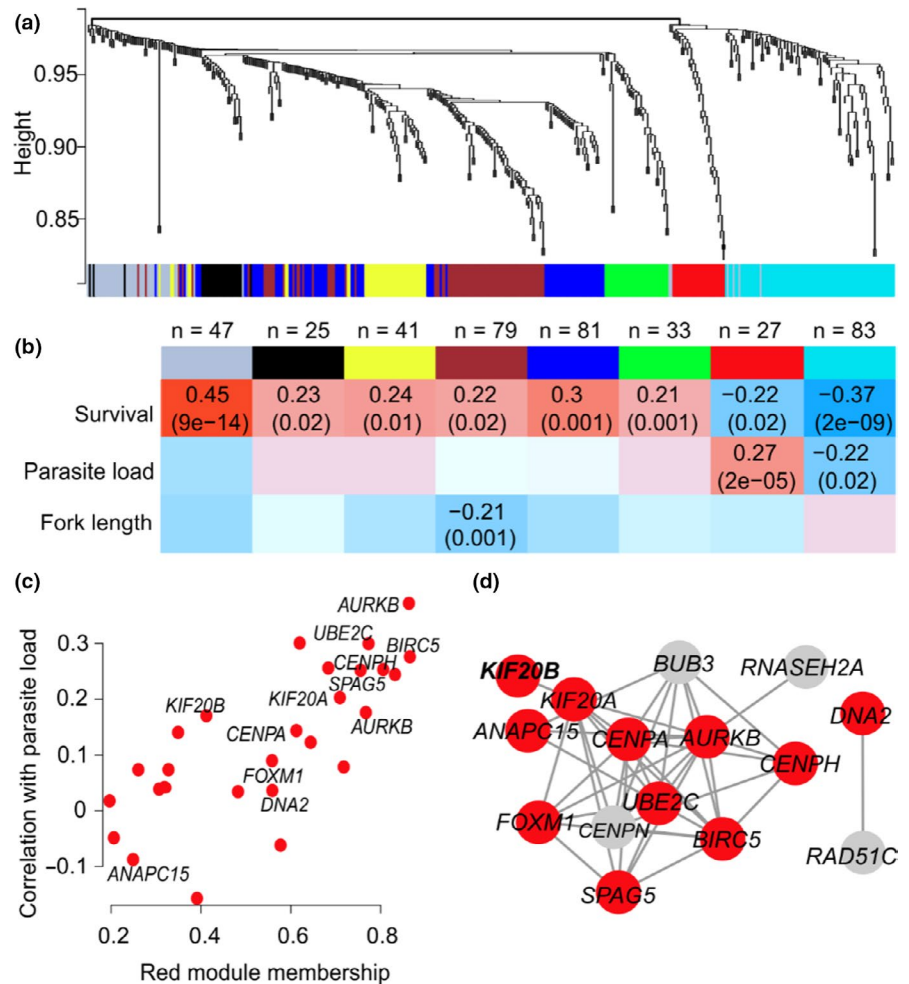 (a)
Height
0.95
0.90
0.85
(b)
n = 47 n = 25 n = 41 n = 79 n = 81 n = 33 n = 27 n = 83
Survival
0.45 0.23 0.24 0.22 0.3 0.21 −0.22 −0.37
(9e−14) (0.02) (0.01) (0.02) (0.001) (0.001) (0.02) (2e−09)
Parasite load
0.27 −0.22
(2e−05) (0.02)
Fork length
−0.21
(0.001)
(c)
Correlation with parasite load
0.3
0.2
0.1
0
−0.1
AURKB
UBE2C
BIRC5
CENPH
SPAG5
KIF20A
KIF20B
AURKB
CENPA
FOXM1
DNA2
ANAPC15
0.2 0.4 0.6 0.8
Red module membership
(d)
KIF20B
BUB3
RNASEH2A
KIF20A
ANAPC15
CENPA
AURKB
DNA2
CENPH
UBE2C
FOXM1
CENPN
BIRC5
RAD51C
SPAG5